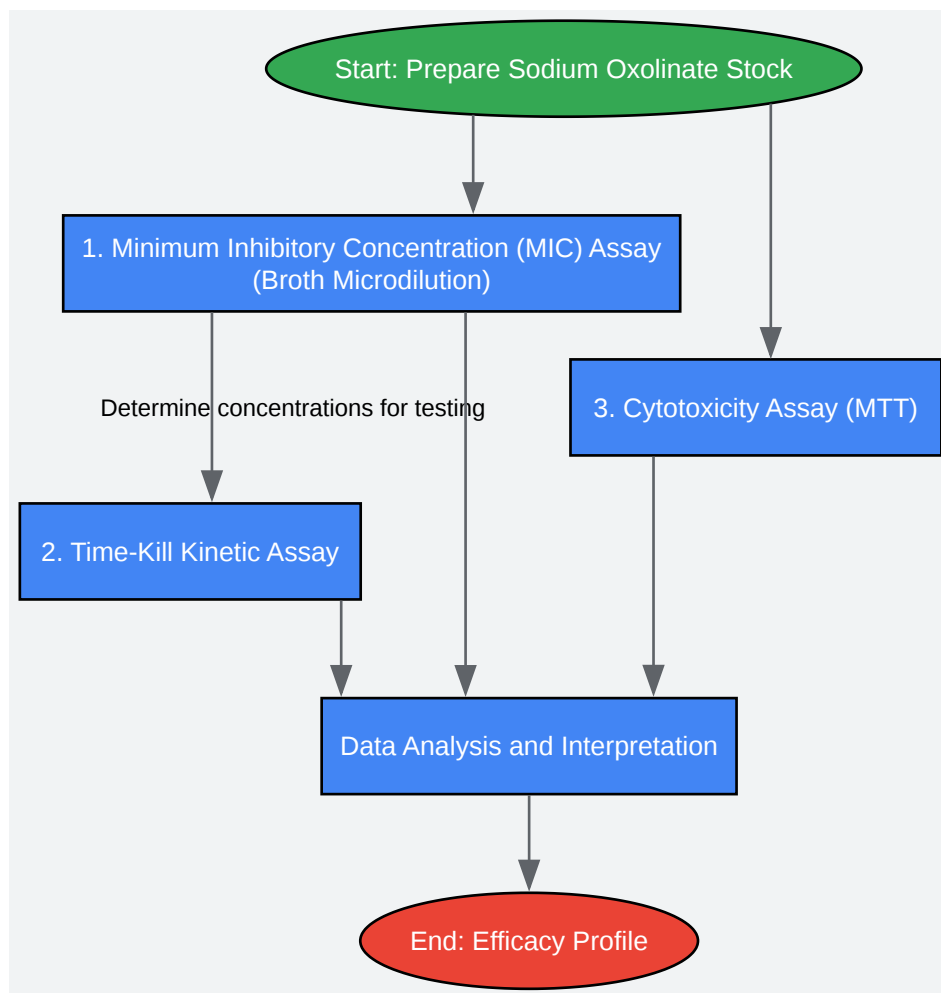 Start: Prepare Sodium Oxolinate Stock
1. Minimum Inhibitory Concentration (MIC) Assay
(Broth Microdilution)
Determine concentrations for testing
3. Cytotoxicity Assay (MTT)
2. Time-Kill Kinetic Assay
Data Analysis and Interpretation
End: Efficacy Profile